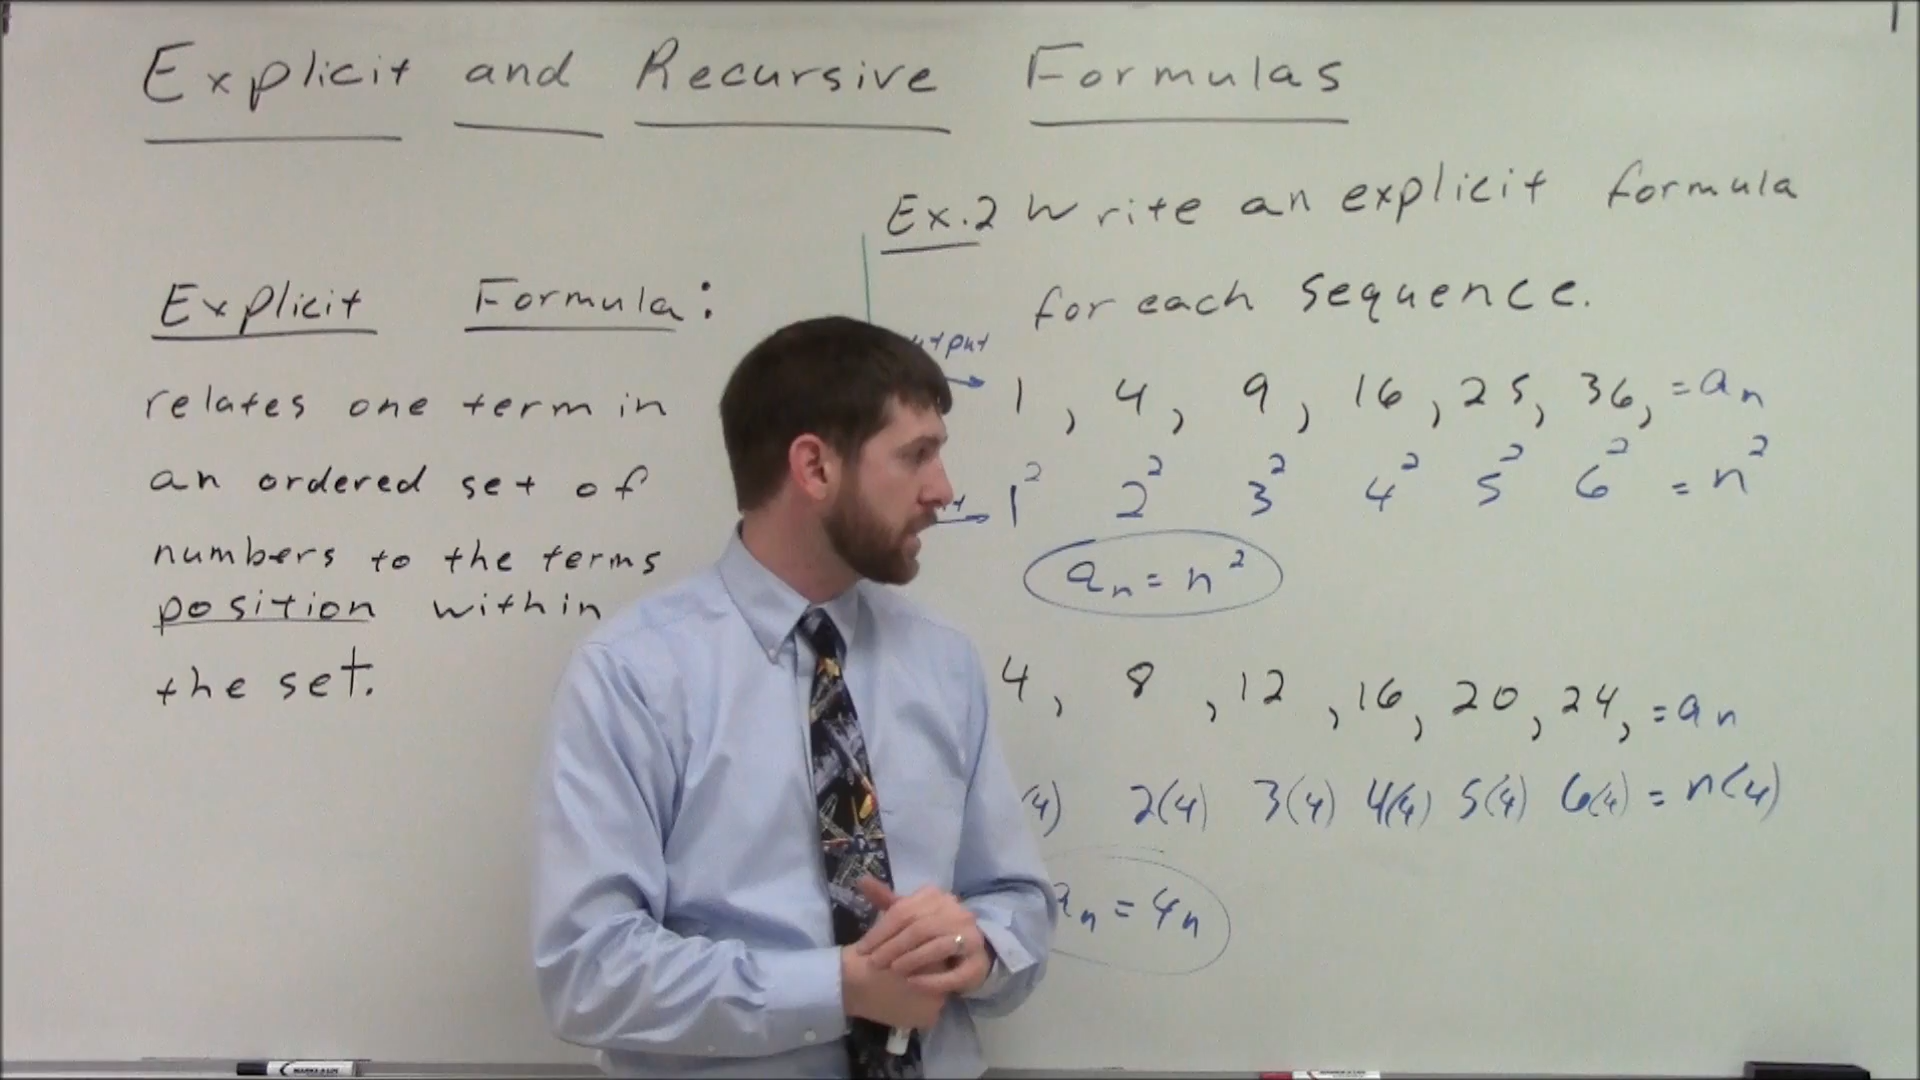 Explicit and Recursive Formulas
Explicit Formula:
relates one term in
an ordered set of
numbers to the terms
position within
the set.
Ex.2 Write an explicit formula
for each sequence.
1, 4, 9, 16, 25, 36, = aₙ
1² 2² 3² 4² 5² 6² = n²
aₙ = n²
4, 8, 12, 16, 20, 24, = aₙ
(4) 2(4) 3(4) 4(4) 5(4) 6(4) = n(4)
aₙ = 4n